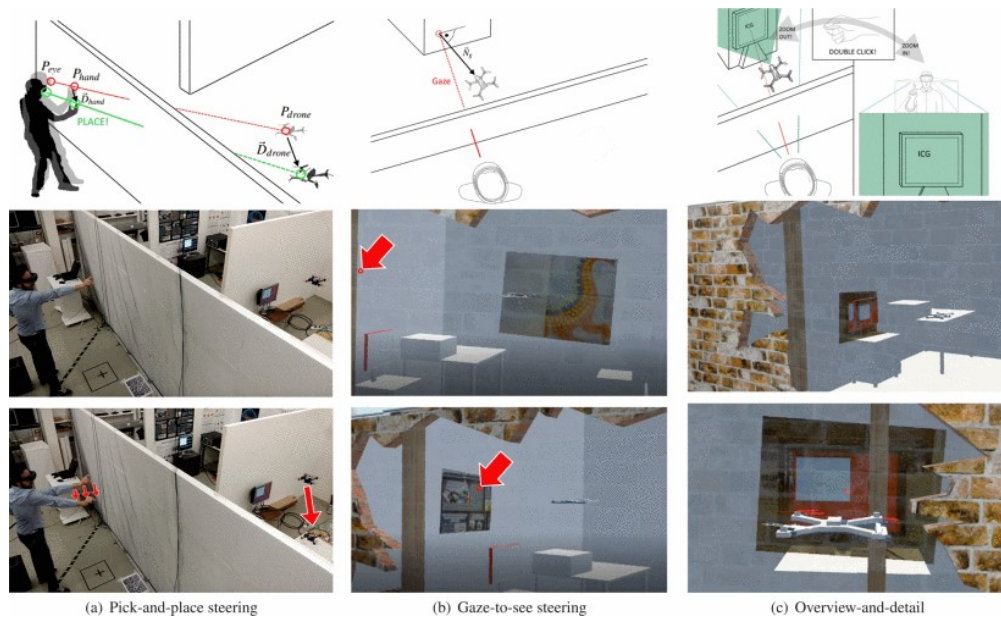 P_eye
P_hand
D_hand
PLACE!
P_drone
D_drone
N_g
Gaze
ICG
ZOOM
OUT!
DOUBLE CLICK!
ZOOM
IN!
ICG
(a) Pick-and-place steering
(b) Gaze-to-see steering
(c) Overview-and-detail